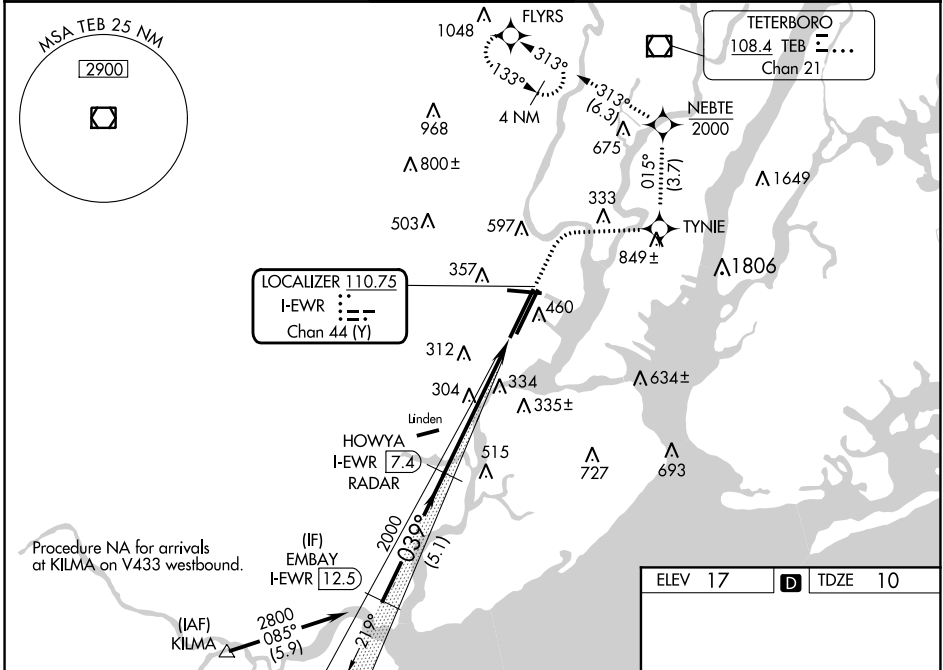 MSA TEB 25 NM
2900
1048
FLYRS
313°
133°
4 NM
313°
(6.3)
TETERBORO
108.4 TEB
Chan 21
NEBTE
2000
675
015°
(3.7)
968
800±
503
597
333
1649
TYNIE
849±
1806
357
LOCALIZER 110.75
I-EWR
Chan 44 (Y)
460
312
304
334
335±
634±
Linden
HOWYA
I-EWR 7.4
RADAR
515
727
693
2000
039°
(5.1)
Procedure NA for arrivals
at KILMA on V433 westbound.
(IF)
EMBAY
I-EWR 12.5
(IAF)
KILMA
2800
085°
(5.9)
219°
ELEV 17
D
TDZE 10